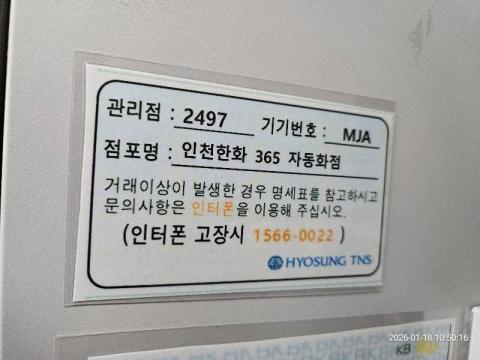 관리점 : 2497 기기번호 : MJA
점포명 : 인천한화 365 자동화점
거래이상이 발생한 경우 명세표를 참고하시고
문의사항은 인터폰을 이용해 주십시오.
(인터폰 고장시 1566-0022 )
HYOSUNG TNS
2026-01-18 10:50:16
KB